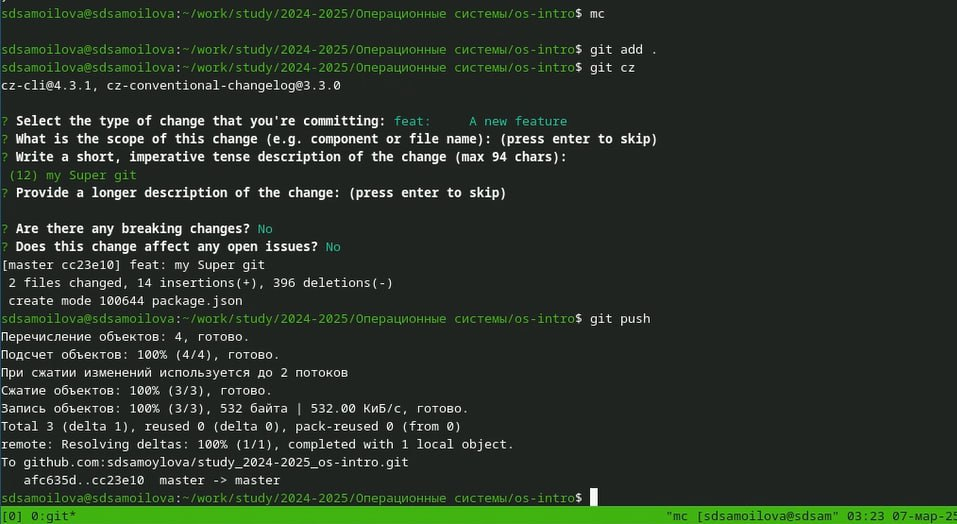 sdsamoilova@sdsamoilova:~/work/study/2024-2025/Операционные системы/os-intro$ mc
sdsamoilova@sdsamoilova:~/work/study/2024-2025/Операционные системы/os-intro$ git add .
sdsamoilova@sdsamoilova:~/work/study/2024-2025/Операционные системы/os-intro$ git cz
cz-cli@4.3.1, cz-conventional-changelog@3.3.0
? Select the type of change that you're committing: feat:     A new feature
? What is the scope of this change (e.g. component or file name): (press enter to skip)
? Write a short, imperative tense description of the change (max 94 chars):
 (12) my Super git
? Provide a longer description of the change: (press enter to skip)
? Are there any breaking changes? No
? Does this change affect any open issues? No
[master cc23e10] feat: my Super git
 2 files changed, 14 insertions(+), 396 deletions(-)
 create mode 100644 package.json
sdsamoilova@sdsamoilova:~/work/study/2024-2025/Операционные системы/os-intro$ git push
Перечисление объектов: 4, готово.
Подсчет объектов: 100% (4/4), готово.
При сжатии изменений используется до 2 потоков
Сжатие объектов: 100% (3/3), готово.
Запись объектов: 100% (3/3), 532 байта | 532.00 КиБ/с, готово.
Total 3 (delta 1), reused 0 (delta 0), pack-reused 0 (from 0)
remote: Resolving deltas: 100% (1/1), completed with 1 local object.
To github.com:sdsamoylova/study_2024-2025_os-intro.git
   afc635d..cc23e10  master -> master
sdsamoilova@sdsamoilova:~/work/study/2024-2025/Операционные системы/os-intro$
[0] 0:git* "mc [sdsamoilova@sdsam" 03:23 07-мар-25